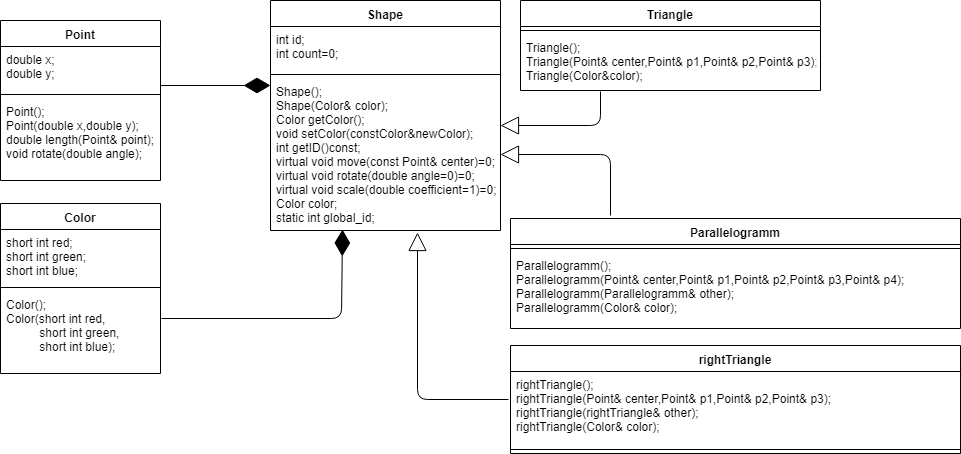 Point
double x;
double y;
Point();
Point(double x,double y);
double length(Point& point);
void rotate(double angle);
Color
short int red;
short int green;
short int blue;
Color();
Color(short int red,
short int green,
short int blue);
Shape
int id;
int count=0;
Shape();
Shape(Color& color);
Color getColor();
void setColor(constColor&newColor);
int getID()const;
virtual void move(const Point& center)=0;
virtual void rotate(double angle=0)=0;
virtual void scale(double coefficient=1)=0;
Color color;
static int global_id;
Triangle
Triangle();
Triangle(Point& center,Point& p1,Point& p2,Point& p3);
Triangle(Color&color);
Parallelogramm
Parallelogramm();
Parallelogramm(Point& center,Point& p1,Point& p2,Point& p3,Point& p4);
Parallelogramm(Parallelogramm& other);
Parallelogramm(Color& color);
rightTriangle
rightTriangle();
rightTriangle(Point& center,Point& p1,Point& p2,Point& p3);
rightTriangle(rightTriangle& other);
rightTriangle(Color& color);